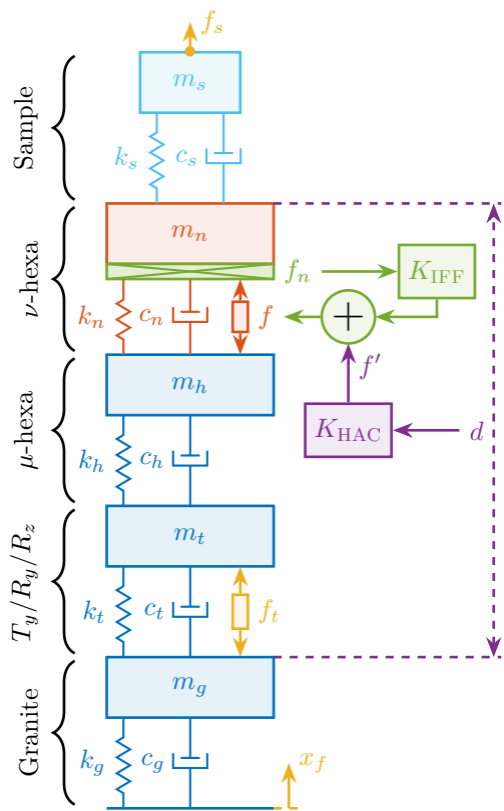 f_s
m_s
k_s
c_s
Sample
m_n
f_n
K_IFF
k_n
c_n
f
+
ν-hexa
f′
m_h
K_HAC
d
k_h
c_h
μ-hexa
m_t
k_t
c_t
f_t
T_y/R_y/R_z
m_g
k_g
c_g
x_f
Granite